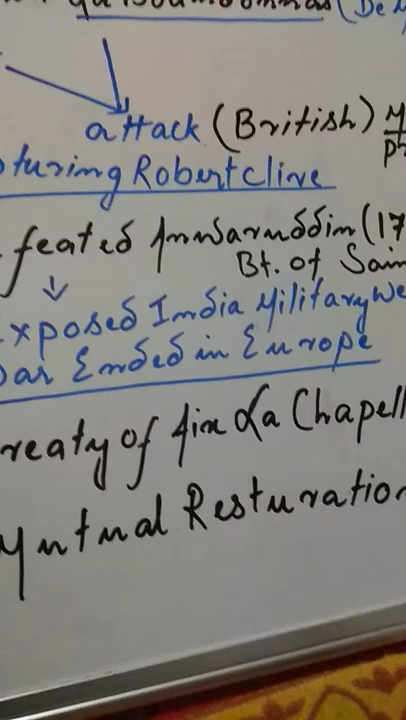 attack (British)
turing Robert clive
feated Anwaruddin (17
Bt. of Sain
xposed India Military We
ar Ended in Europe
reaty of Aix La Chapell
Mutual Resturation